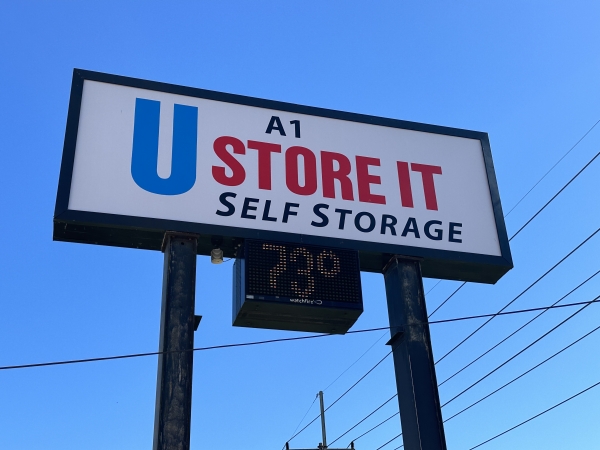 A1
U STORE IT
SELF STORAGE
73°